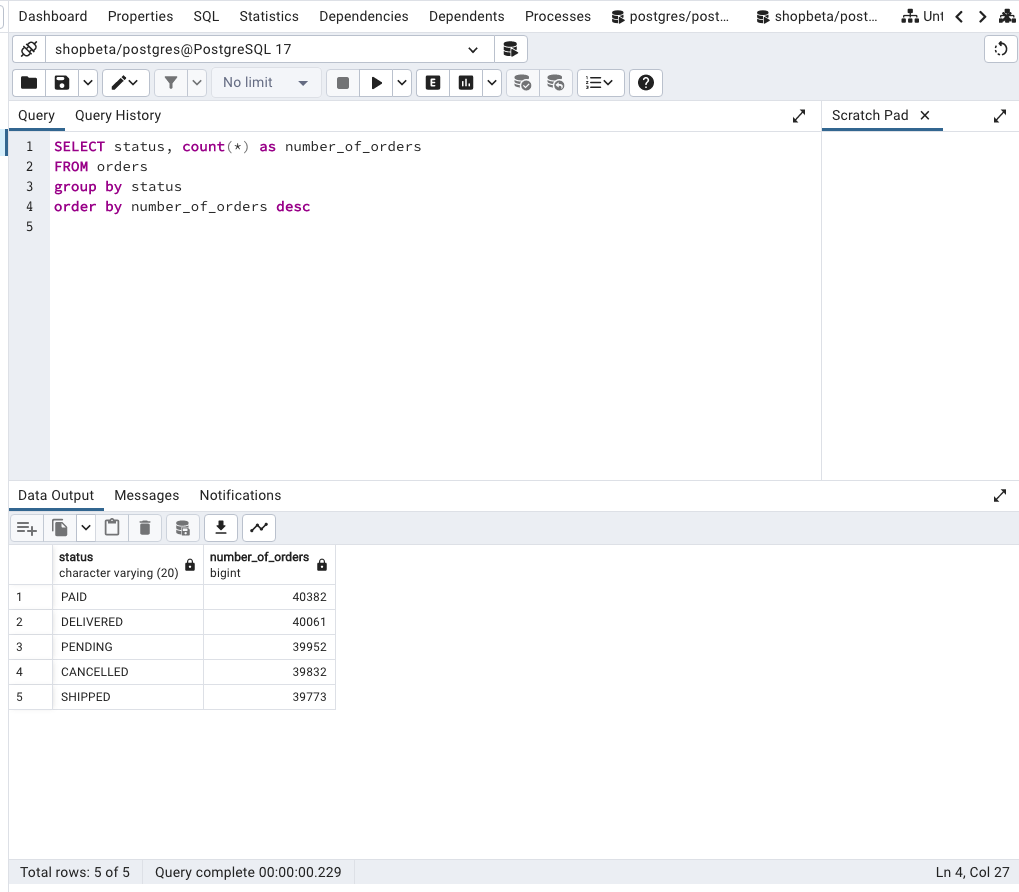 Dashboard Properties SQL Statistics Dependencies Dependents Processes postgres/post... shopbeta/post... Unt
shopbeta/postgres@PostgreSQL 17
No limit E
Query Query History Scratch Pad
1 SELECT status, count(*) as number_of_orders
2 FROM orders
3 group by status
4 order by number_of_orders desc
5
Data Output Messages Notifications
status number_of_orders
character varying (20) bigint
1 PAID 40382
2 DELIVERED 40061
3 PENDING 39952
4 CANCELLED 39832
5 SHIPPED 39773
Total rows: 5 of 5 Query complete 00:00:00.229 Ln 4, Col 27